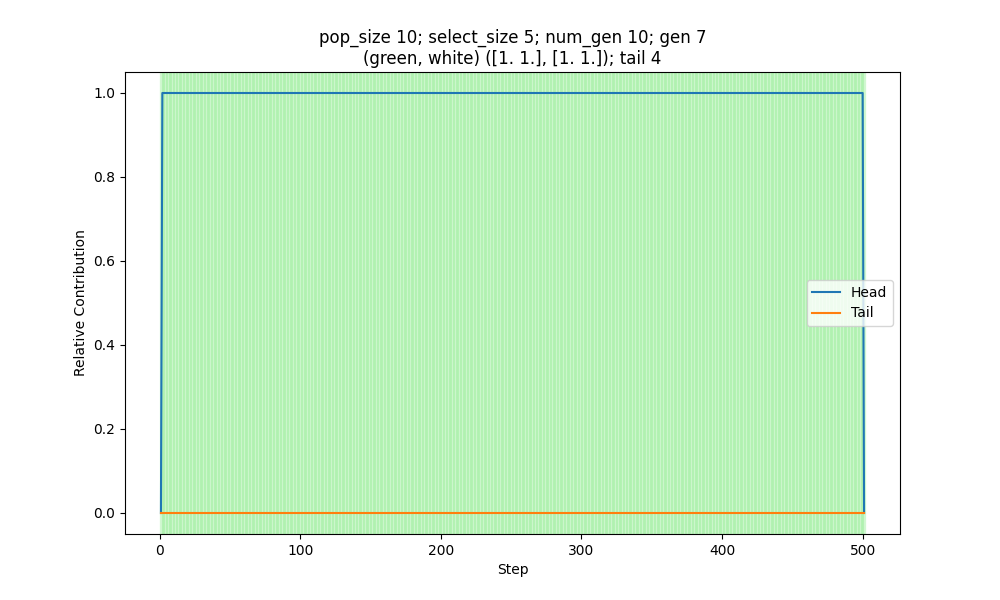 pop_size 10; select_size 5; num_gen 10; gen 7
(green, white) ([1. 1.], [1. 1.]); tail 4
1.0
0.8
0.6
0.4
0.2
0.0
Relative Contribution
Head
Tail
0 100 200 300 400 500
Step